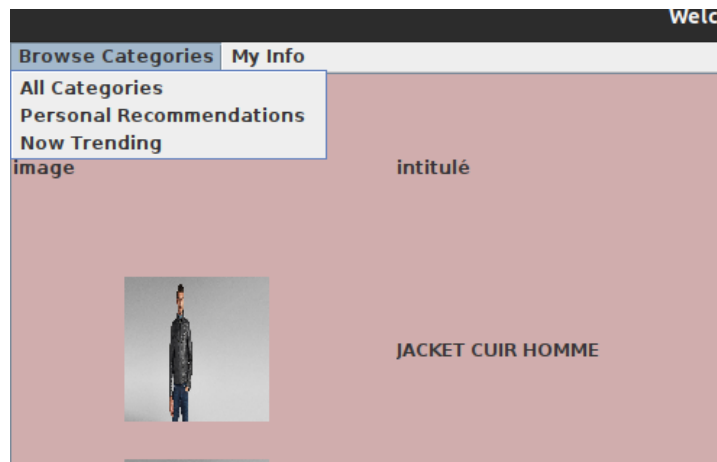 Welc
Browse Categories My Info
All Categories
Personal Recommendations
Now Trending
image intitulé
JACKET CUIR HOMME